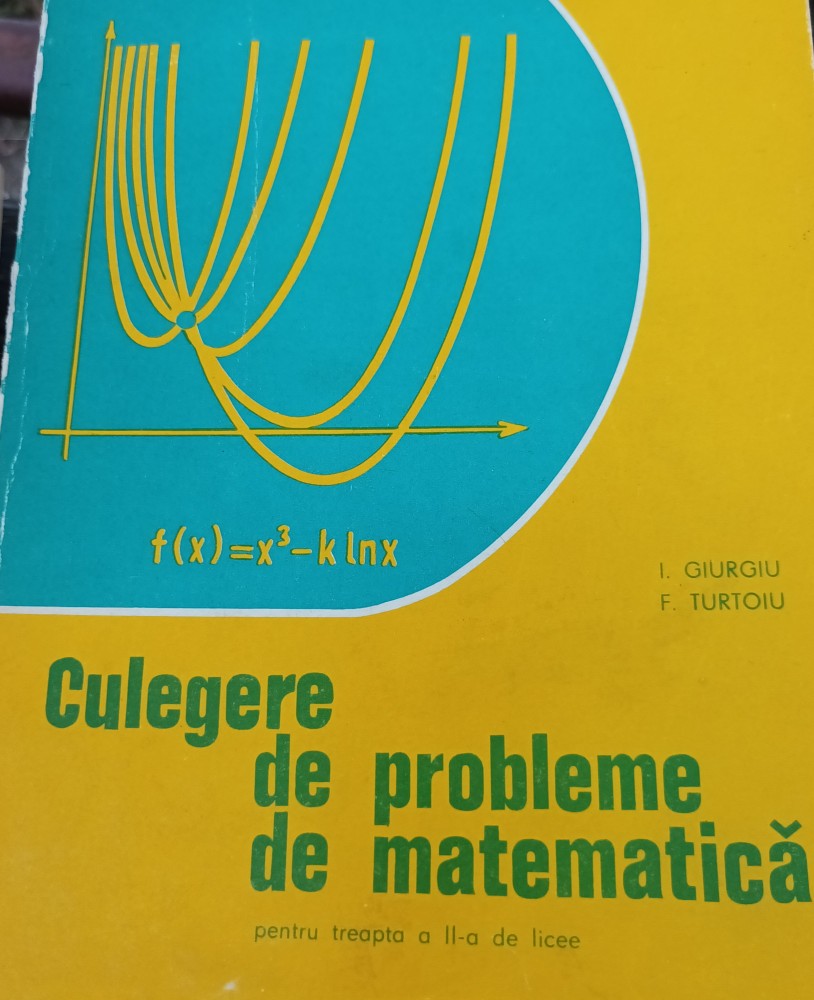 f(x)=x³-k lnx
I. GIURGIU
F. TURTOIU
Culegere
de probleme
de matematică
pentru treapta a II-a de licee